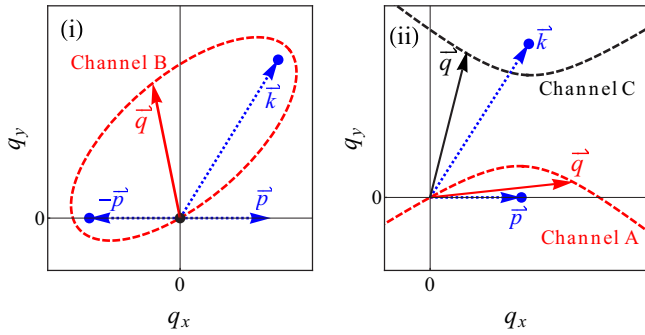 (i)
Channel B
k⃗
q⃗
−p⃗
p⃗
q_y
0
0
q_x
(ii)
q⃗
k⃗
Channel C
q_y
q⃗
0
p⃗
Channel A
0
q_x